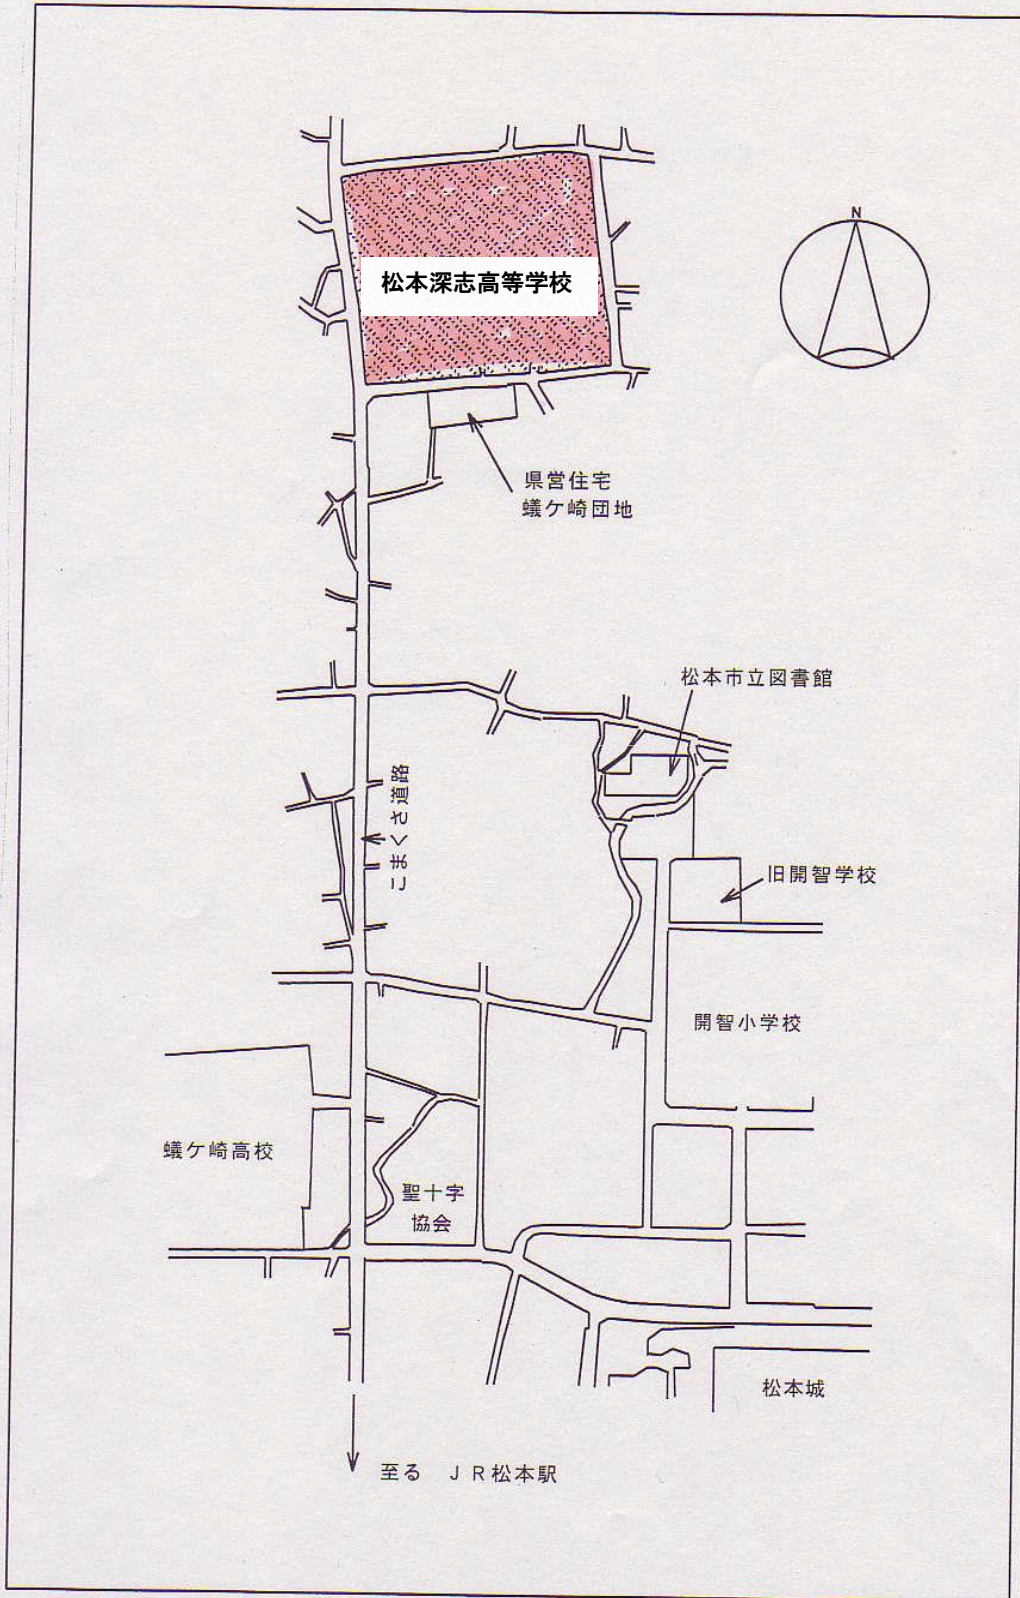 N
松本深志高等学校
県営住宅
蟻ケ崎団地
松本市立図書館
こまくさ道路
旧開智学校
開智小学校
蟻ケ崎高校
聖十字
協会
松本城
至る　ＪＲ松本駅